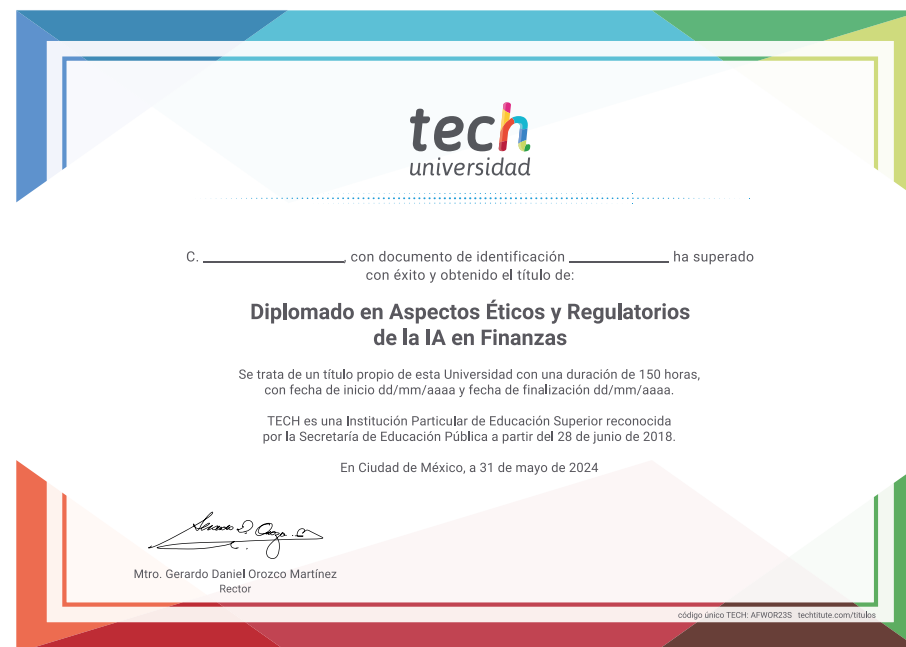 tech
universidad
C. ____________, con documento de identificación ____________ ha superado
con éxito y obtenido el título de:
Diplomado en Aspectos Éticos y Regulatorios
de la IA en Finanzas
Se trata de un título propio de esta Universidad con una duración de 150 horas,
con fecha de inicio dd/mm/aaaa y fecha de finalización dd/mm/aaaa.
TECH es una Institución Particular de Educación Superior reconocida
por la Secretaría de Educación Pública a partir del 28 de junio de 2018.
En Ciudad de México, a 31 de mayo de 2024
Mtro. Gerardo Daniel Orozco Martínez
Rector
código único TECH: AFWOR23S techtitute.com/titulos